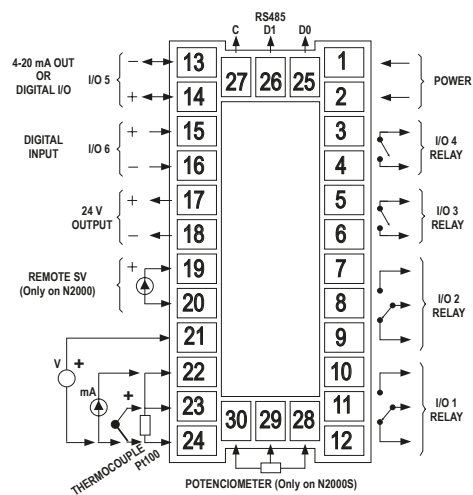 RS485
C D1 D0
4-20 mA OUT
OR
DIGITAL I/O
I/O 5
− 13
+ 14
DIGITAL
INPUT
I/O 6
+ 15
− 16
24 V
OUTPUT
+ 17
− 18
REMOTE SV
(Only on N2000)
+ 19
20
21
V +
22
mA
+ 23
24
THERMOCOUPLE
Pt100
27 26 25
30 29 28
1
2
POWER
3
4
I/O 4
RELAY
5
6
I/O 3
RELAY
7
8
9
I/O 2
RELAY
10
11
12
I/O 1
RELAY
POTENCIOMETER (Only on N2000S)